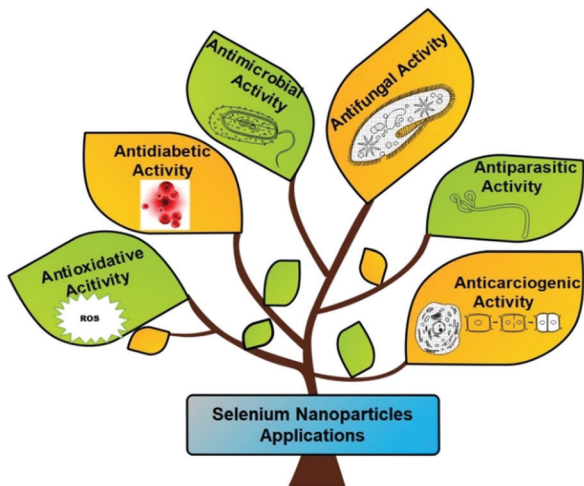 Antimicrobial
Activity
Antifungal Activity
Antidiabetic
Activity
Antiparasitic
Activity
Antioxidative
Acitivity
ROS
Anticarciogenic
Activity
Selenium Nanoparticles
Applications